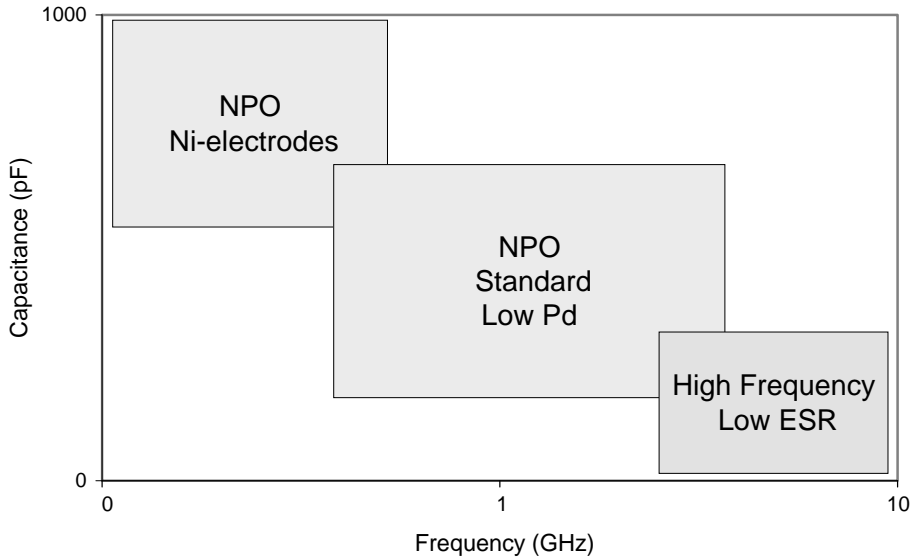 1000
NPO
Ni-electrodes
NPO
Standard
Low Pd
High Frequency
Low ESR
Capacitance (pF)
0
0
1
10
Frequency (GHz)